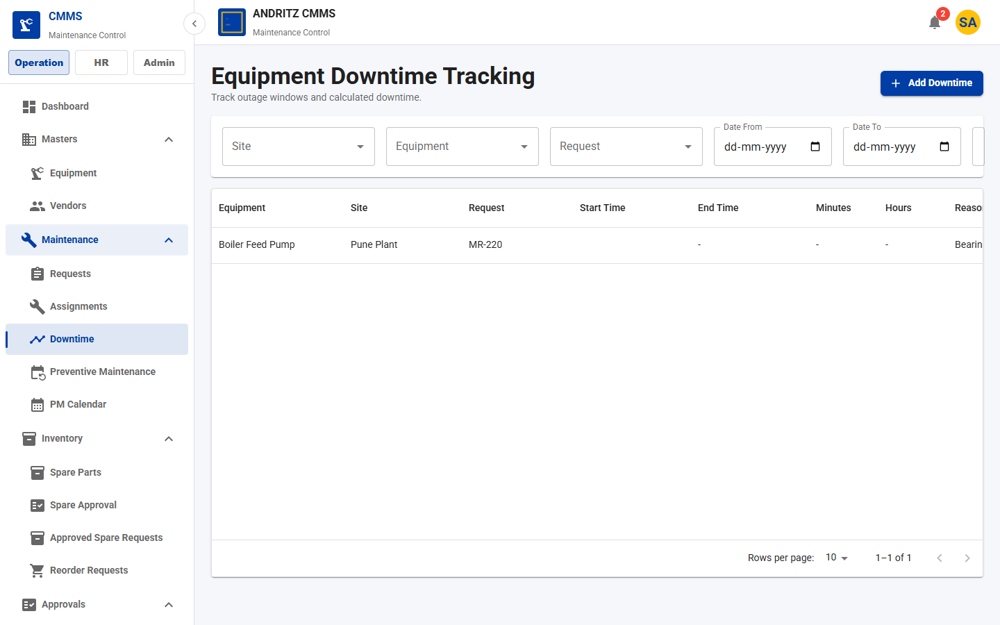 CMMS
Maintenance Control
Operation
HR
Admin
Dashboard
Masters
Equipment
Vendors
Maintenance
Requests
Assignments
Downtime
Preventive Maintenance
PM Calendar
Inventory
Spare Parts
Spare Approval
Approved Spare Requests
Reorder Requests
Approvals
ANDRITZ CMMS
Maintenance Control
2
SA
Equipment Downtime Tracking
Track outage windows and calculated downtime.
Add Downtime
Site
Equipment
Request
Date From
dd-mm-yyyy
Date To
dd-mm-yyyy
Equipment Site Request Start Time End Time Minutes Hours Reaso
Boiler Feed Pump Pune Plant MR-220 - - - Bearin
Rows per page: 10 1–1 of 1